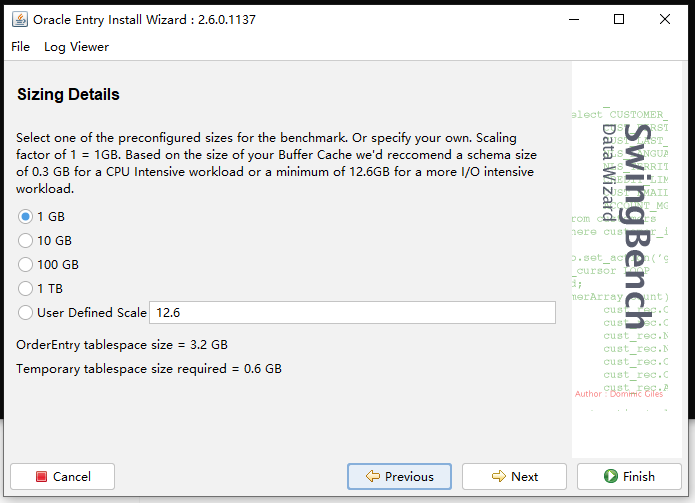 Oracle Entry Install Wizard : 2.6.0.1137
File Log Viewer
Sizing Details
Select one of the preconfigured sizes for the benchmark. Or specify your own. Scaling
factor of 1 = 1GB. Based on the size of your Buffer Cache we'd reccomend a schema size
of 0.3 GB for a CPU Intensive workload or a minimum of 12.6GB for a more I/O intensive
workload.
1 GB
10 GB
100 GB
1 TB
User Defined Scale 12.6
OrderEntry tablespace size = 3.2 GB
Temporary tablespace size required = 0.6 GB
SwingBench
Data Wizard
Author : Dominic Giles
Cancel
Previous
Next
Finish